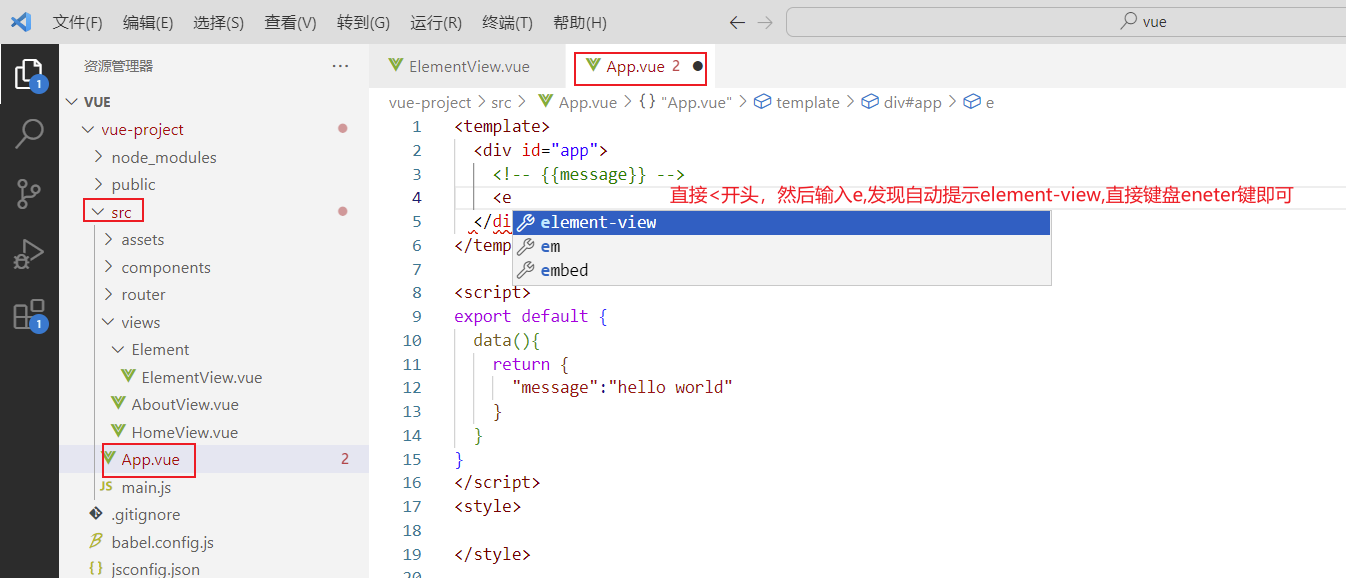 文件(F) 编辑(E) 选择(S) 查看(V) 转到(G) 运行(R) 终端(T) 帮助(H) vue
资源管理器 ···
ElementView.vue App.vue 2
VUE
vue-project > src > App.vue > {} "App.vue" > template > div#app > e
vue-project
node_modules
public
src
assets
components
router
views
Element
ElementView.vue
AboutView.vue
HomeView.vue
App.vue 2
main.js
.gitignore
babel.config.js
jsconfig.json
1
1
1 <template>
2 <div id="app">
3 <!-- {{message}} -->
4 <e
直接<开头，然后输入e,发现自动提示element-view,直接键盘eneter键即可
5 </di
element-view
6 </temp
em
embed
7
8 <script>
9 export default {
10 data(){
11 return {
12 "message":"hello world"
13 }
14 }
15 }
16 </script>
17 <style>
18
19 </style>
20